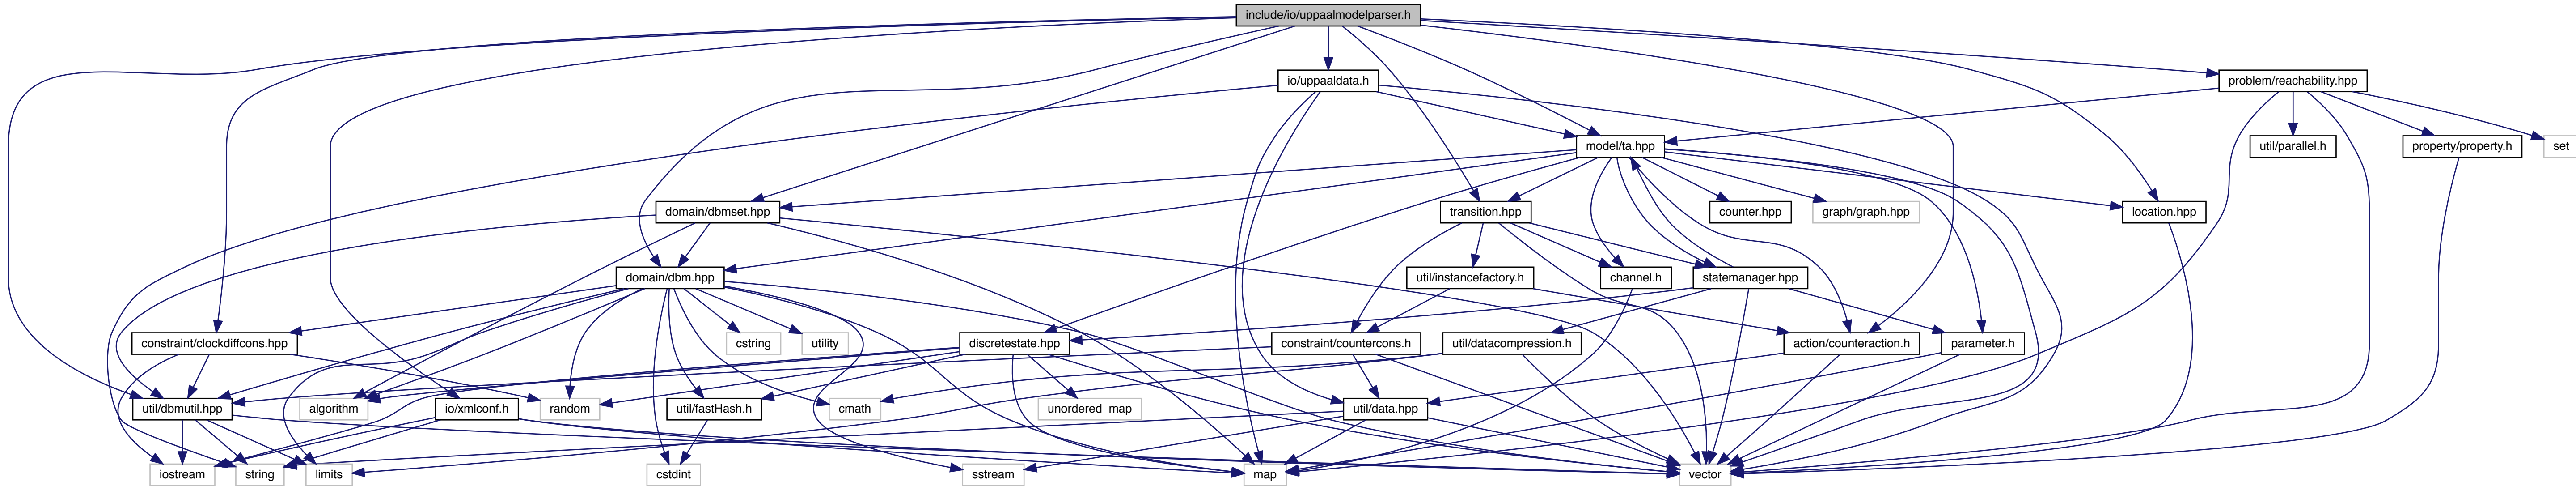 include/io/uppaalmodelparser.h
io/uppaaldata.h
problem/reachability.hpp
model/ta.hpp
util/parallel.h
property/property.h
set
domain/dbmset.hpp
transition.hpp
counter.hpp
graph/graph.hpp
location.hpp
domain/dbm.hpp
util/instancefactory.h
channel.h
statemanager.hpp
constraint/clockdiffcons.hpp
cstring
utility
discretestate.hpp
constraint/countercons.h
util/datacompression.h
action/counteraction.h
parameter.h
util/dbmutil.hpp
algorithm
io/xmlconf.h
random
util/fastHash.h
cmath
unordered_map
util/data.hpp
iostream
string
limits
cstdint
sstream
map
vector